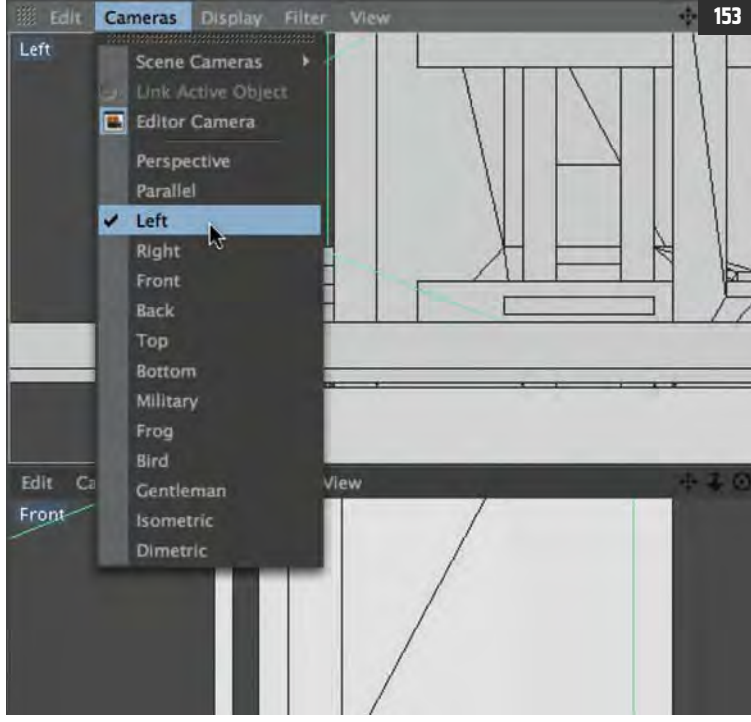 Edit Cameras Display Filter View 153
Left
Scene Cameras
Link Active Object
Editor Camera
Perspective
Parallel
Left
Right
Front
Back
Top
Bottom
Military
Frog
Bird
Gentleman
Isometric
Dimetric
Edit Ca View
Front